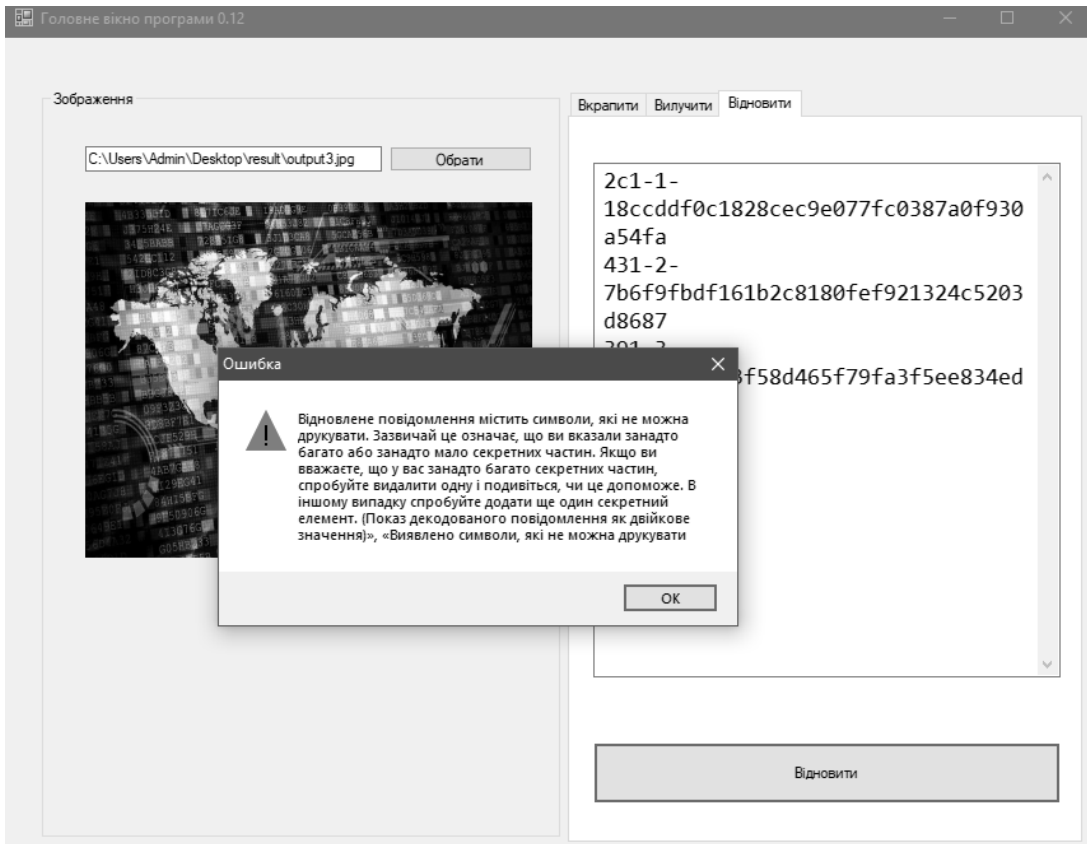 Головне вікно програми 0.12
Зображення
C:\Users\Admin\Desktop\result\output3.jpg
Обрати
Вкрапити
Вилучити
Відновити
2c1-1-
18ccddf0c1828cec9e077fc0387a0f930
a54fa
431-2-
7b6f9fbdf161b2c8180fef921324c5203
d8687
f58d465f79fa3f5ee834ed
Ошибка
Відновлене повідомлення містить символи, які не можна
друкувати. Зазвичай це означає, що ви вказали занадто
багато або занадто мало секретних частин. Якщо ви
вважаєте, що у вас занадто багато секретних частин,
спробуйте видалити одну і подивіться, чи це допоможе. В
іншому випадку спробуйте додати ще один секретний
елемент. (Показ декодованого повідомлення як двійкове
значення)», «Виявлено символи, які не можна друкувати
ОК
Відновити